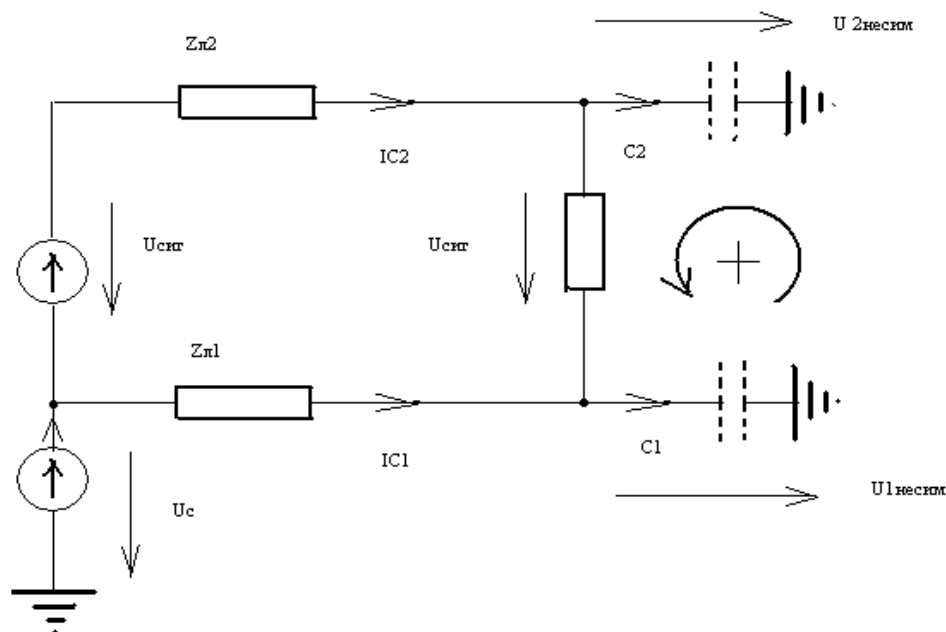 U 2несим
Zл2
IC2
C2
Uсиг
Uсиг
Zл1
IC1
C1
U1несим
Uc